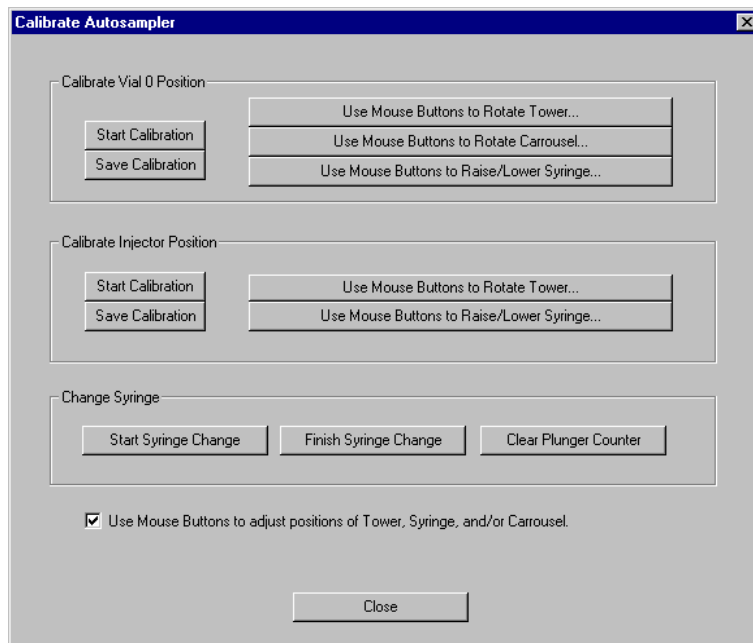 Calibrate Autosampler
Calibrate Vial 0 Position
Use Mouse Buttons to Rotate Tower...
Start Calibration
Use Mouse Buttons to Rotate Carrousel...
Save Calibration
Use Mouse Buttons to Raise/Lower Syringe...
Calibrate Injector Position
Start Calibration
Use Mouse Buttons to Rotate Tower...
Save Calibration
Use Mouse Buttons to Raise/Lower Syringe...
Change Syringe
Start Syringe Change
Finish Syringe Change
Clear Plunger Counter
Use Mouse Buttons to adjust positions of Tower, Syringe, and/or Carrousel.
Close